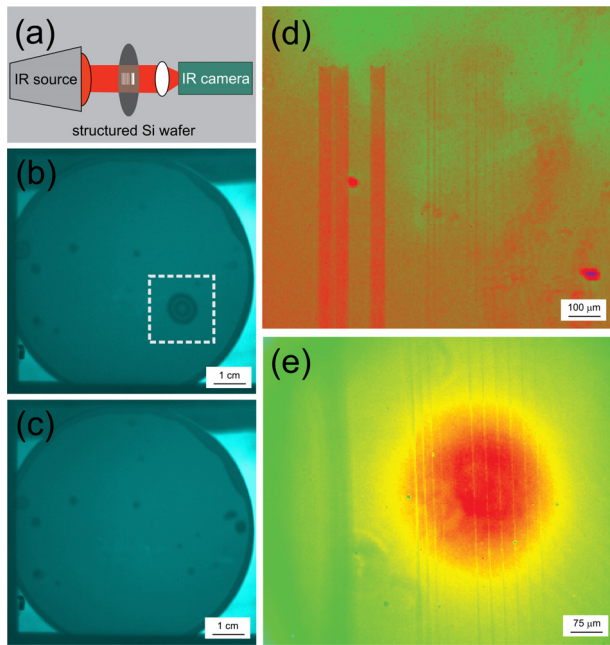 (a)
IR source
IR camera
structured Si wafer
(b)
1 cm
(c)
1 cm
(d)
100 µm
(e)
75 µm